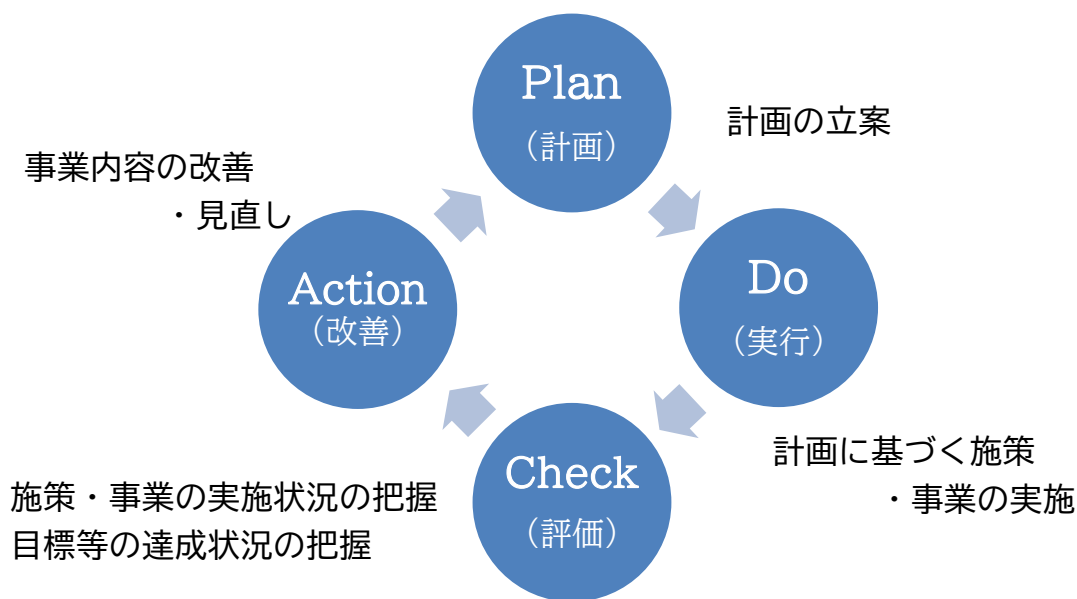 Plan
（計画）
計画の立案
事業内容の改善
・見直し
Action
（改善）
Do
（実行）
計画に基づく施策
・事業の実施
Check
（評価）
施策・事業の実施状況の把握
目標等の達成状況の把握